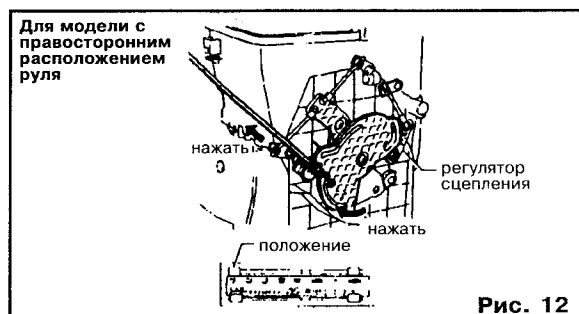 Для модели с
правосторонним
расположением
руля
нажать
регулятор
сцепления
нажать
положение
Рис. 12